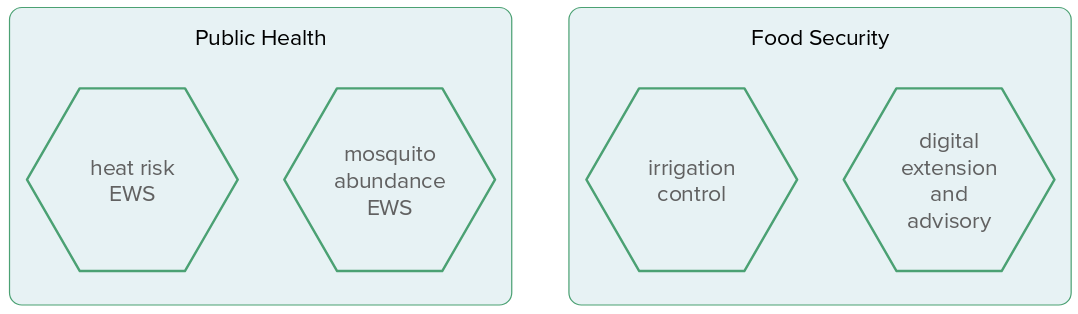 Public Health
heat risk
EWS
mosquito
abundance
EWS
Food Security
irrigation
control
digital
extension
and
advisory